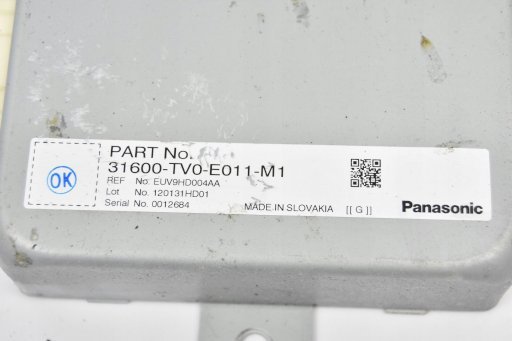 OK
PART No.
31600-TV0-E011-M1
REF No. EUV9HD004AA
Lot No. 120131HD01
Serial No. 0012684
MADE IN SLOVAKIA [[ G ]]
Panasonic